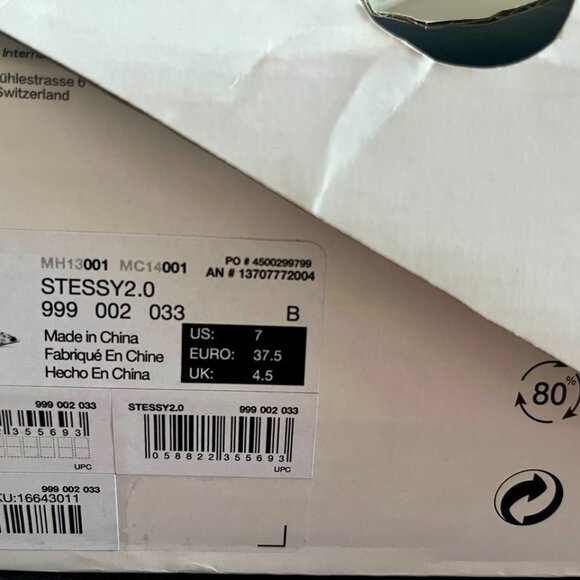 ühlestrasse 6
Switzerland
MH13001 MC14001
PO # 4500299799
AN # 13707772004
STESSY2.0
999 002 033 B
Made in China
Fabriqué En Chine
Hecho En China
US: 7
EURO: 37.5
UK: 4.5
999 002 033
355693
UPC
STESSY2.0 999 002 033
058822355693
UPC
999 002 033
KU:16643011
80%